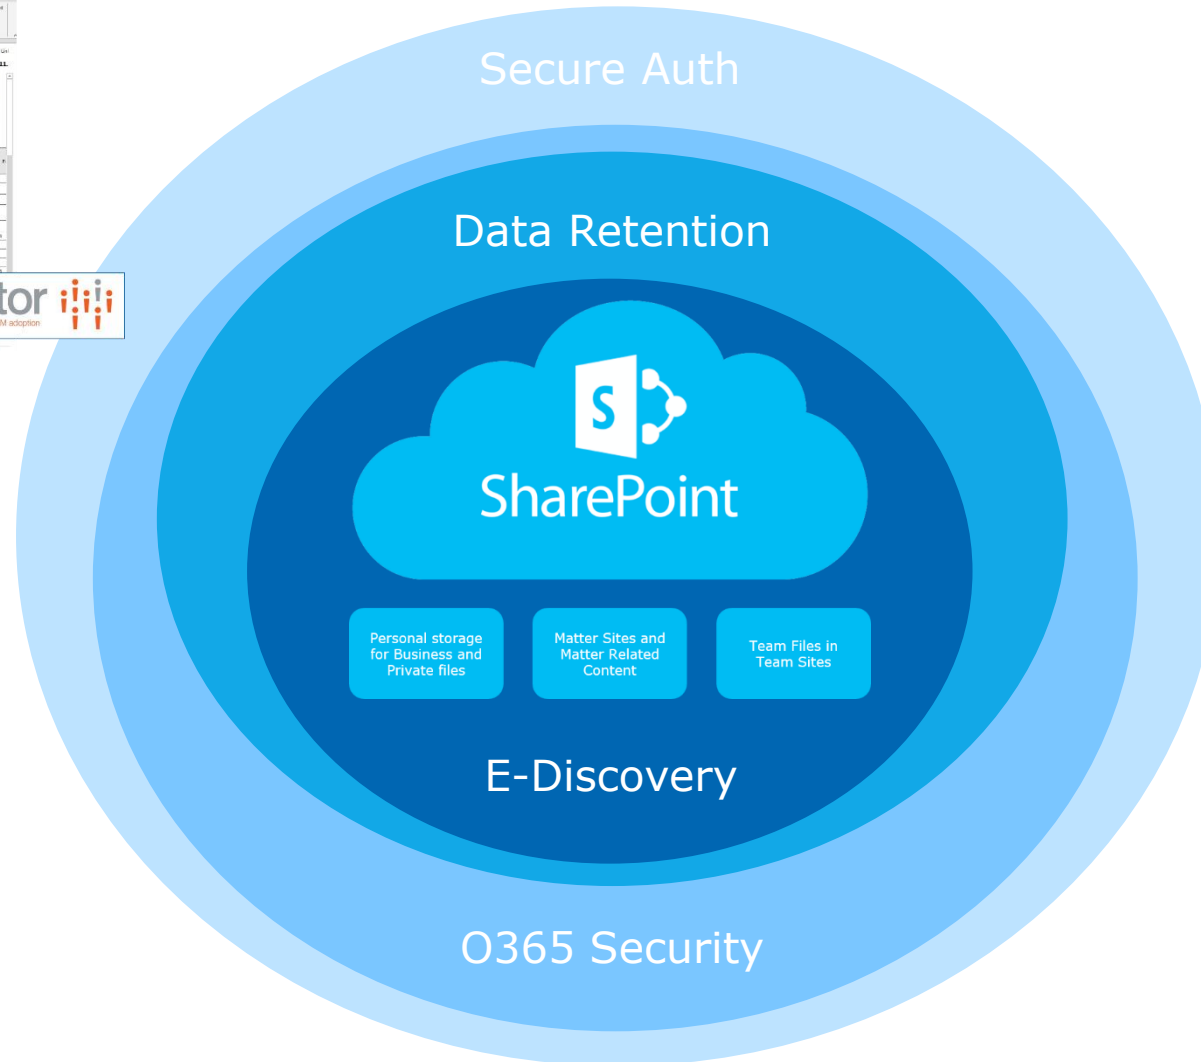 Secure Auth
Data Retention
tor
M adoption
S
SharePoint
Personal storage
for Business and
Private files
Matter Sites and
Matter Related
Content
Team Files in
Team Sites
E-Discovery
O365 Security